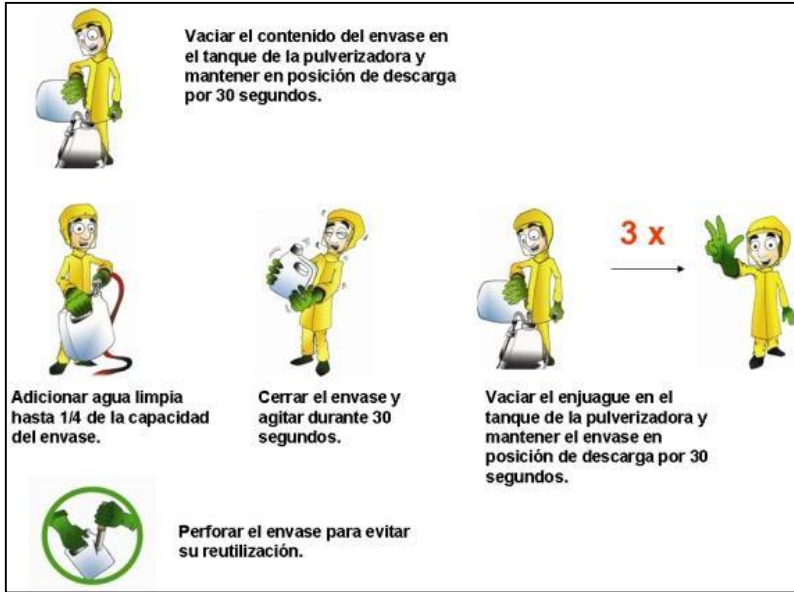 Vaciar el contenido del envase en
el tanque de la pulverizadora y
mantener en posición de descarga
por 30 segundos.
3 x
Adicionar agua limpia
hasta 1/4 de la capacidad
del envase.
Cerrar el envase y
agitar durante 30
segundos.
Vaciar el enjuague en el
tanque de la pulverizadora y
mantener el envase en
posición de descarga por 30
segundos.
Perforar el envase para evitar
su reutilización.